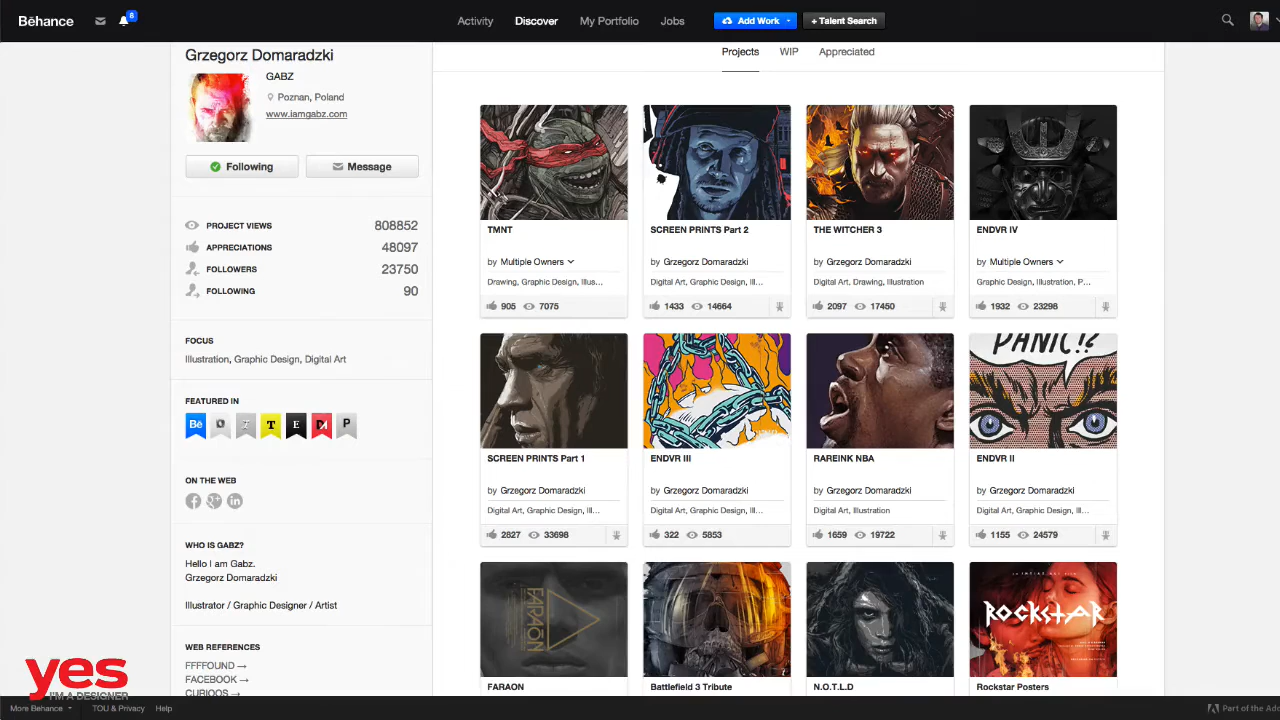 Bēhance
6
Activity
Discover
My Portfolio
Jobs
Add Work
+ Talent Search
Grzegorz Domaradzki
GABZ
Poznan, Poland
www.iamgabz.com
Following
Message
PROJECT VIEWS 808852
APPRECIATIONS 48097
FOLLOWERS 23750
FOLLOWING 90
FOCUS
Illustration, Graphic Design, Digital Art
FEATURED IN
Bē
T
E
P
ON THE WEB
WHO IS GABZ?
Hello I am Gabz.
Grzegorz Domaradzki
Illustrator / Graphic Designer / Artist
WEB REFERENCES
FFFFOUND →
FACEBOOK →
CURIOOS →
yes
I'M A DESIGNER
Projects
WIP
Appreciated
TMNT
by Multiple Owners
Drawing, Graphic Design, Illus...
905 7075
SCREEN PRINTS Part 2
by Grzegorz Domaradzki
Digital Art, Graphic Design, Ill...
1433 14664
THE WITCHER 3
by Grzegorz Domaradzki
Digital Art, Drawing, Illustration
2097 17450
ENDVR IV
by Multiple Owners
Graphic Design, Illustration, P...
1932 23298
SCREEN PRINTS Part 1
by Grzegorz Domaradzki
Digital Art, Graphic Design, Ill...
2827 33698
ENDVR III
by Grzegorz Domaradzki
Digital Art, Graphic Design, Ill...
322 5853
RAREINK NBA
by Grzegorz Domaradzki
Digital Art, Illustration
1659 19722
PANIC!?
ENDVR II
by Grzegorz Domaradzki
Digital Art, Graphic Design, Ill...
1155 24579
FARAON
FARAON
Battlefield 3 Tribute
N.O.T.L.D
ROCKSTAR
Rockstar Posters
More Behance
TOU & Privacy
Help
Part of the Ado